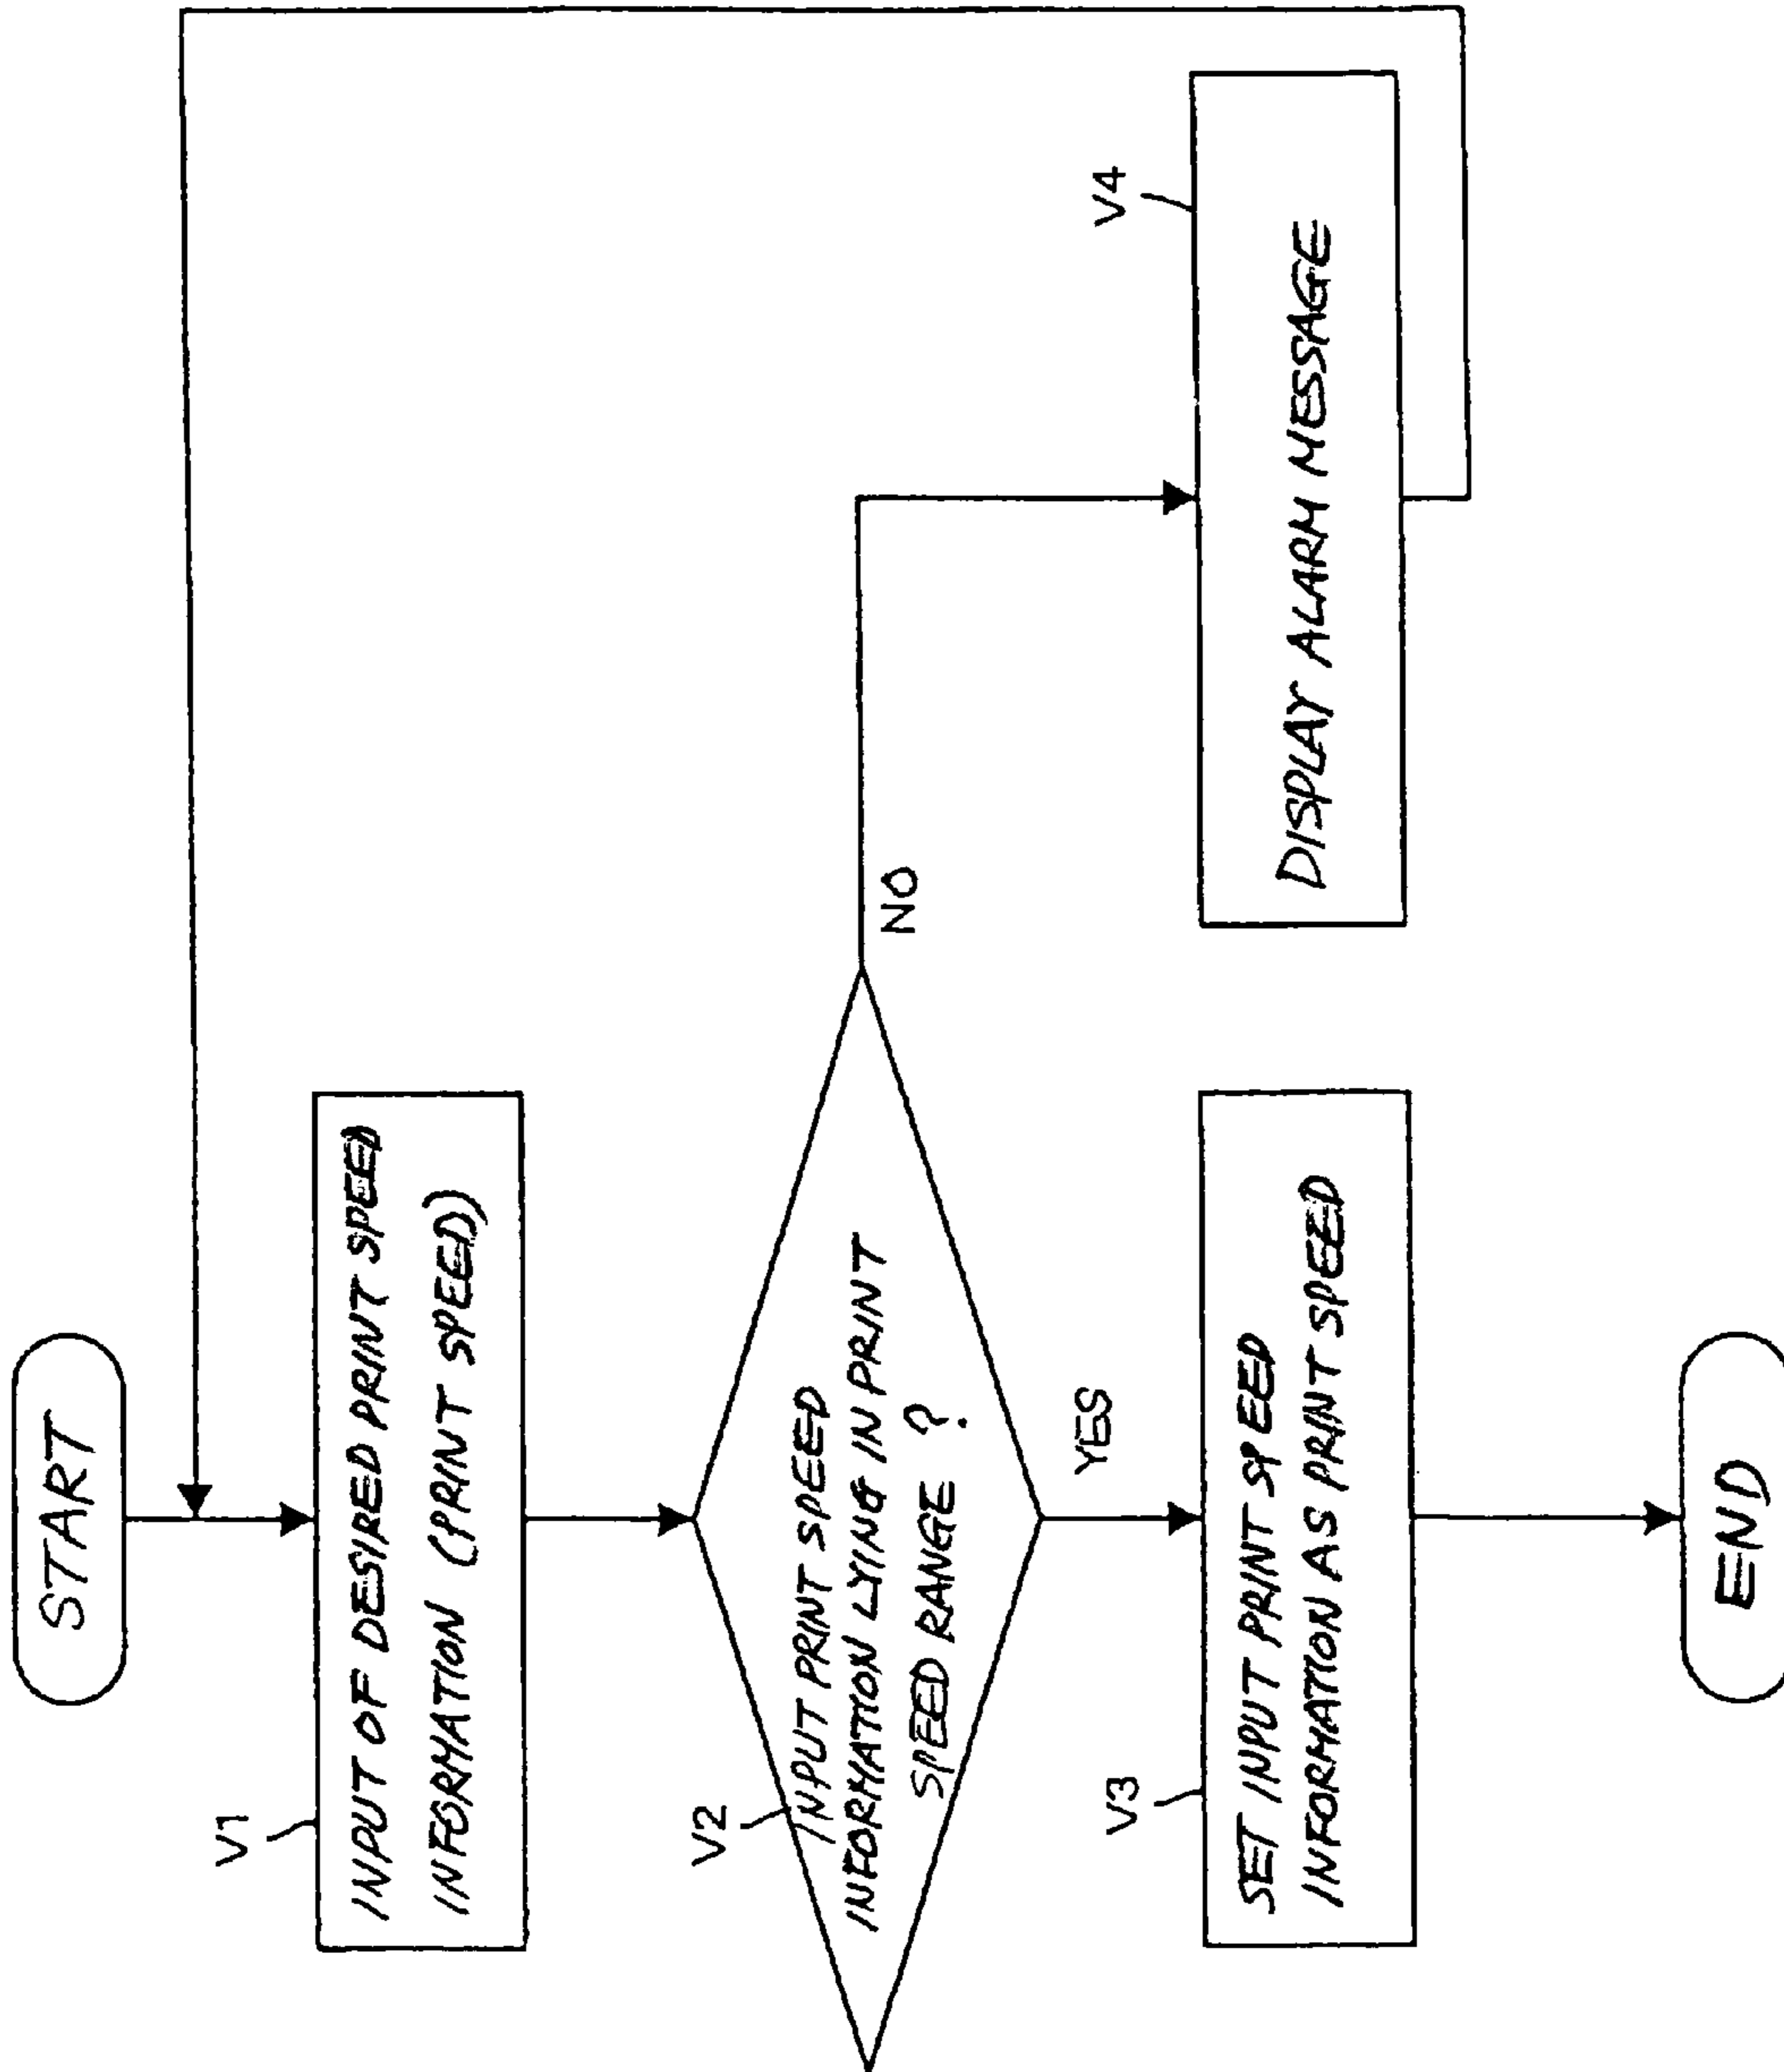 START
V1
INPUT OF DESIRED PRINT SPEED
INFORMATION (PRINT SPEED)
V2
INPUT PRINT SPEED
INFORMATION LYING IN PRINT
SPEED RANGE ?
NO
YES
V3
SET INPUT PRINT SPEED
INFORMATION AS PRINT SPEED
V4
DISPLAY ALARM MESSAGE
END